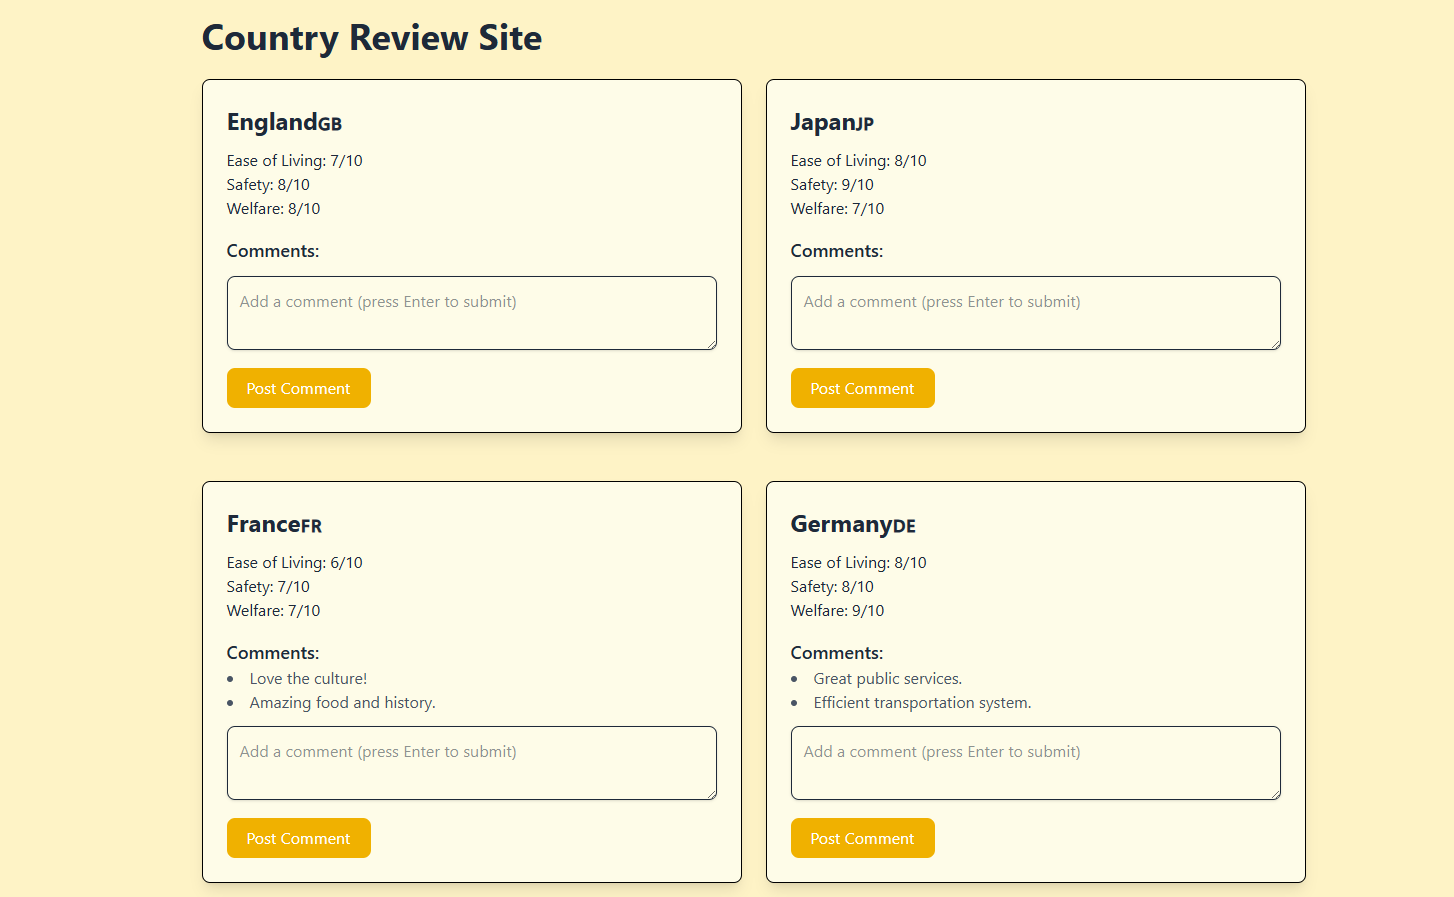 Country Review Site
EnglandGB
Ease of Living: 7/10
Safety: 8/10
Welfare: 8/10
Comments:
Add a comment (press Enter to submit)
Post Comment
JapanJP
Ease of Living: 8/10
Safety: 9/10
Welfare: 7/10
Comments:
Add a comment (press Enter to submit)
Post Comment
FranceFR
Ease of Living: 6/10
Safety: 7/10
Welfare: 7/10
Comments:
• Love the culture!
• Amazing food and history.
Add a comment (press Enter to submit)
Post Comment
GermanyDE
Ease of Living: 8/10
Safety: 8/10
Welfare: 9/10
Comments:
• Great public services.
• Efficient transportation system.
Add a comment (press Enter to submit)
Post Comment